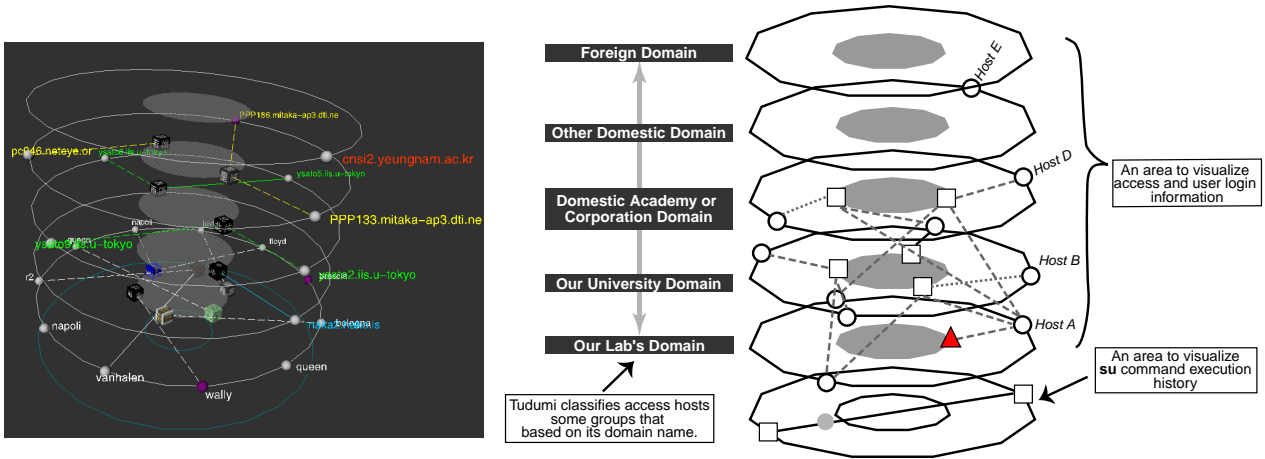 PPP186.mitaka-ap3.dti.ne
pc046.neteye.or
ysato6.iis.u-tokyo
cnsi2.yeungnam.ac.kr
ysato5.iis.u-tokyo
PPP133.mitaka-ap3.dti.ne
napoli
floyd
r2
napoli
bologna
vanhalen
queen
wally
Foreign Domain
Other Domestic Domain
Domestic Academy or
Corporation Domain
Our University Domain
Our Lab's Domain
Tudumi classifies access hosts
some groups that
based on its domain name.
Host E
Host D
Host B
Host A
An area to visualize
access and user login
information
An area to visualize
su command execution
history